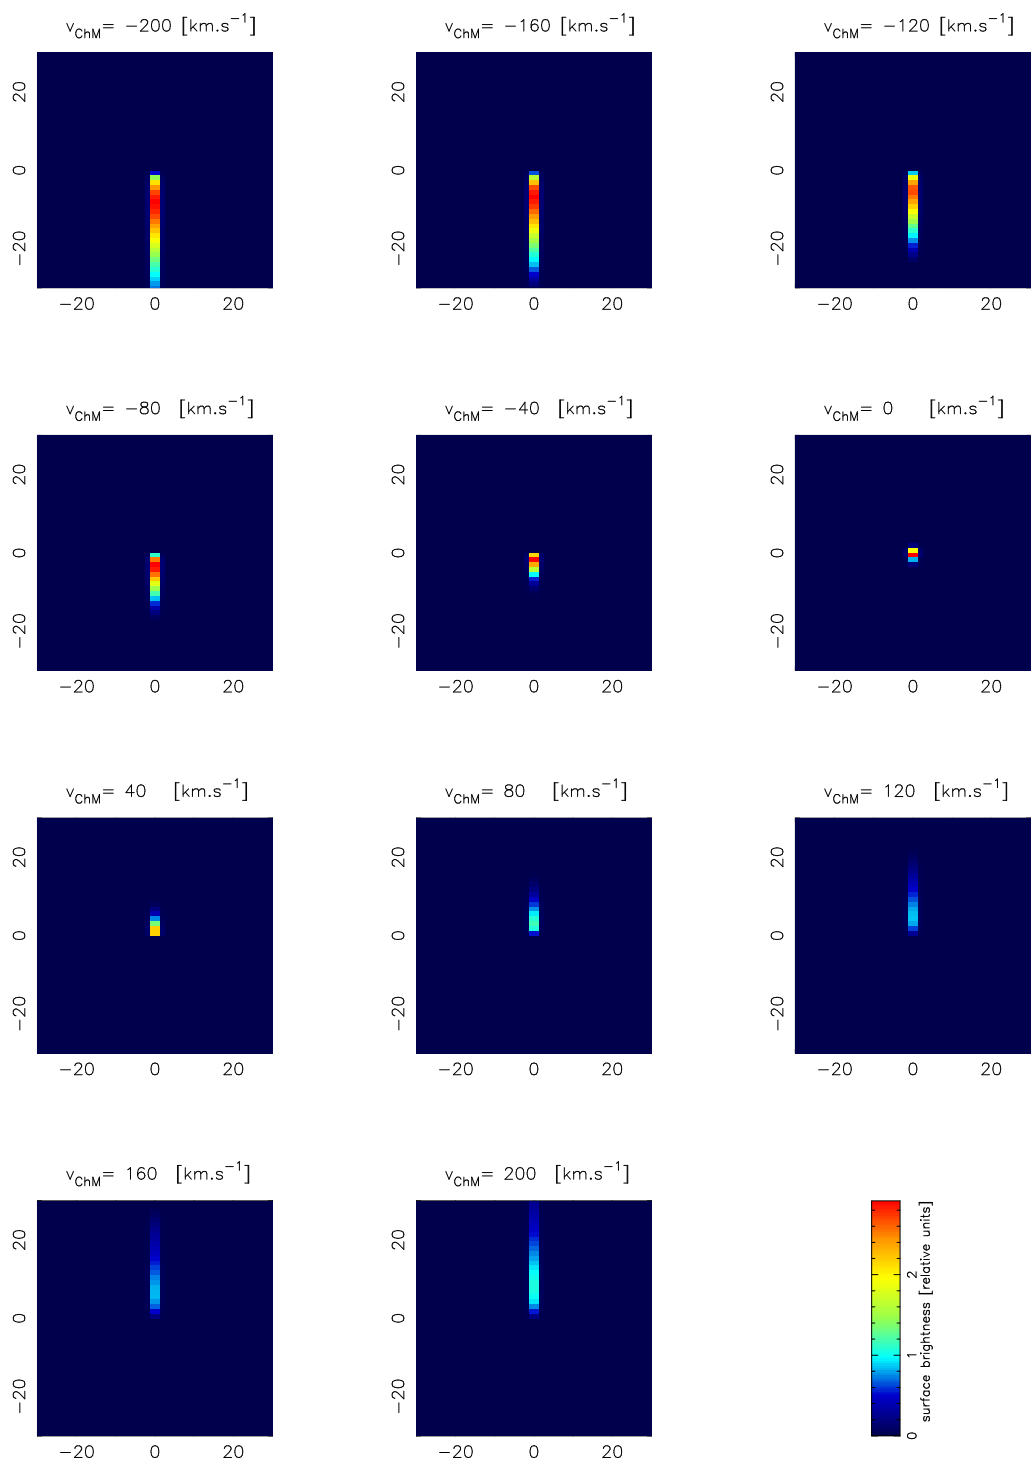 v_ChM= −200 [km.s⁻¹]
v_ChM= −160 [km.s⁻¹]
v_ChM= −120 [km.s⁻¹]
20
0
−20
−20 0 20
20
0
−20
−20 0 20
20
0
−20
−20 0 20
v_ChM= −80 [km.s⁻¹]
v_ChM= −40 [km.s⁻¹]
v_ChM= 0 [km.s⁻¹]
20
0
−20
−20 0 20
20
0
−20
−20 0 20
20
0
−20
−20 0 20
v_ChM= 40 [km.s⁻¹]
v_ChM= 80 [km.s⁻¹]
v_ChM= 120 [km.s⁻¹]
20
0
−20
−20 0 20
20
0
−20
−20 0 20
20
0
−20
−20 0 20
v_ChM= 160 [km.s⁻¹]
v_ChM= 200 [km.s⁻¹]
20
0
−20
−20 0 20
20
0
−20
−20 0 20
0 1 2
surface brightness [relative units]